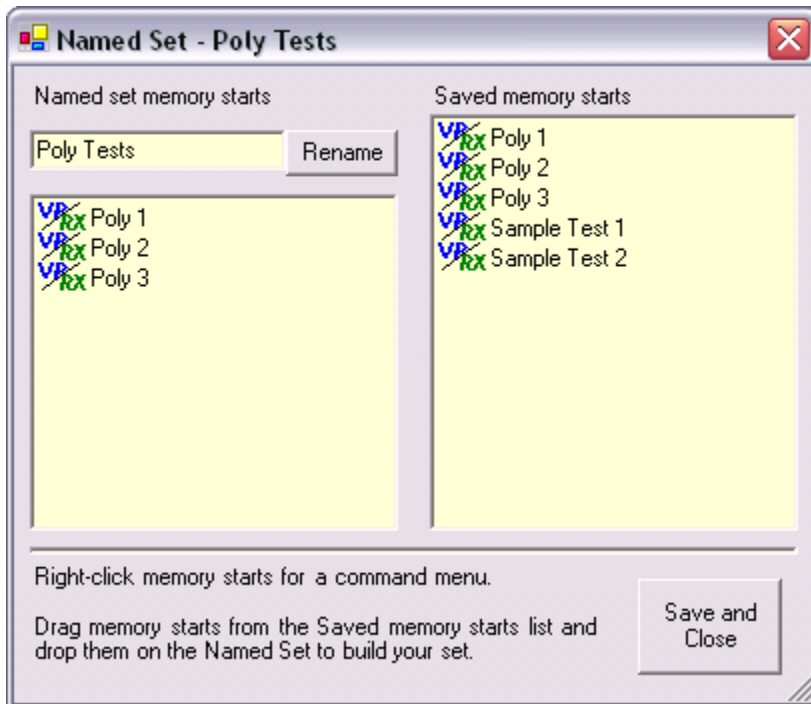 Named Set - Poly Tests
Named set memory starts
Poly Tests
Rename
VP/RX Poly 1
VP/RX Poly 2
VP/RX Poly 3
Saved memory starts
VP/RX Poly 1
VP/RX Poly 2
VP/RX Poly 3
VP/RX Sample Test 1
VP/RX Sample Test 2
Right-click memory starts for a command menu.
Drag memory starts from the Saved memory starts list and
drop them on the Named Set to build your set.
Save and
Close